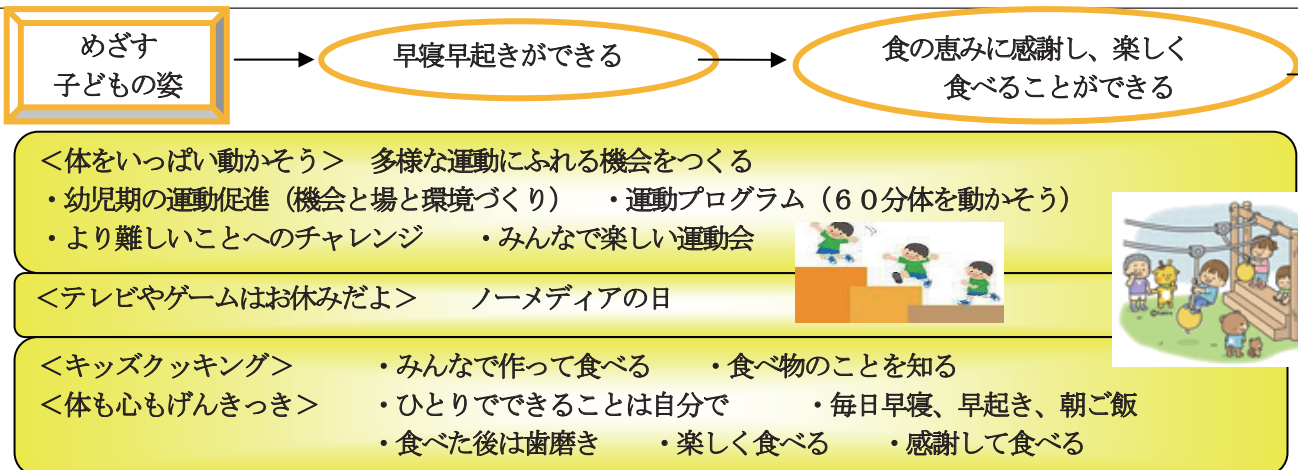 めざす
子どもの姿
早寝早起きができる
食の恵みに感謝し、楽しく
食べることができる
＜体をいっぱい動かそう＞　多様な運動にふれる機会をつくる
・幼児期の運動促進（機会と場と環境づくり）　・運動プログラム（６０分体を動かそう）
・より難しいことへのチャレンジ　・みんなで楽しい運動会
＜テレビやゲームはお休みだよ＞　ノーメディアの日
＜キッズクッキング＞　・みんなで作って食べる　・食べ物のことを知る
＜体も心もげんきっき＞　・ひとりでできることは自分で　・毎日早寝、早起き、朝ご飯
・食べた後は歯磨き　・楽しく食べる　・感謝して食べる